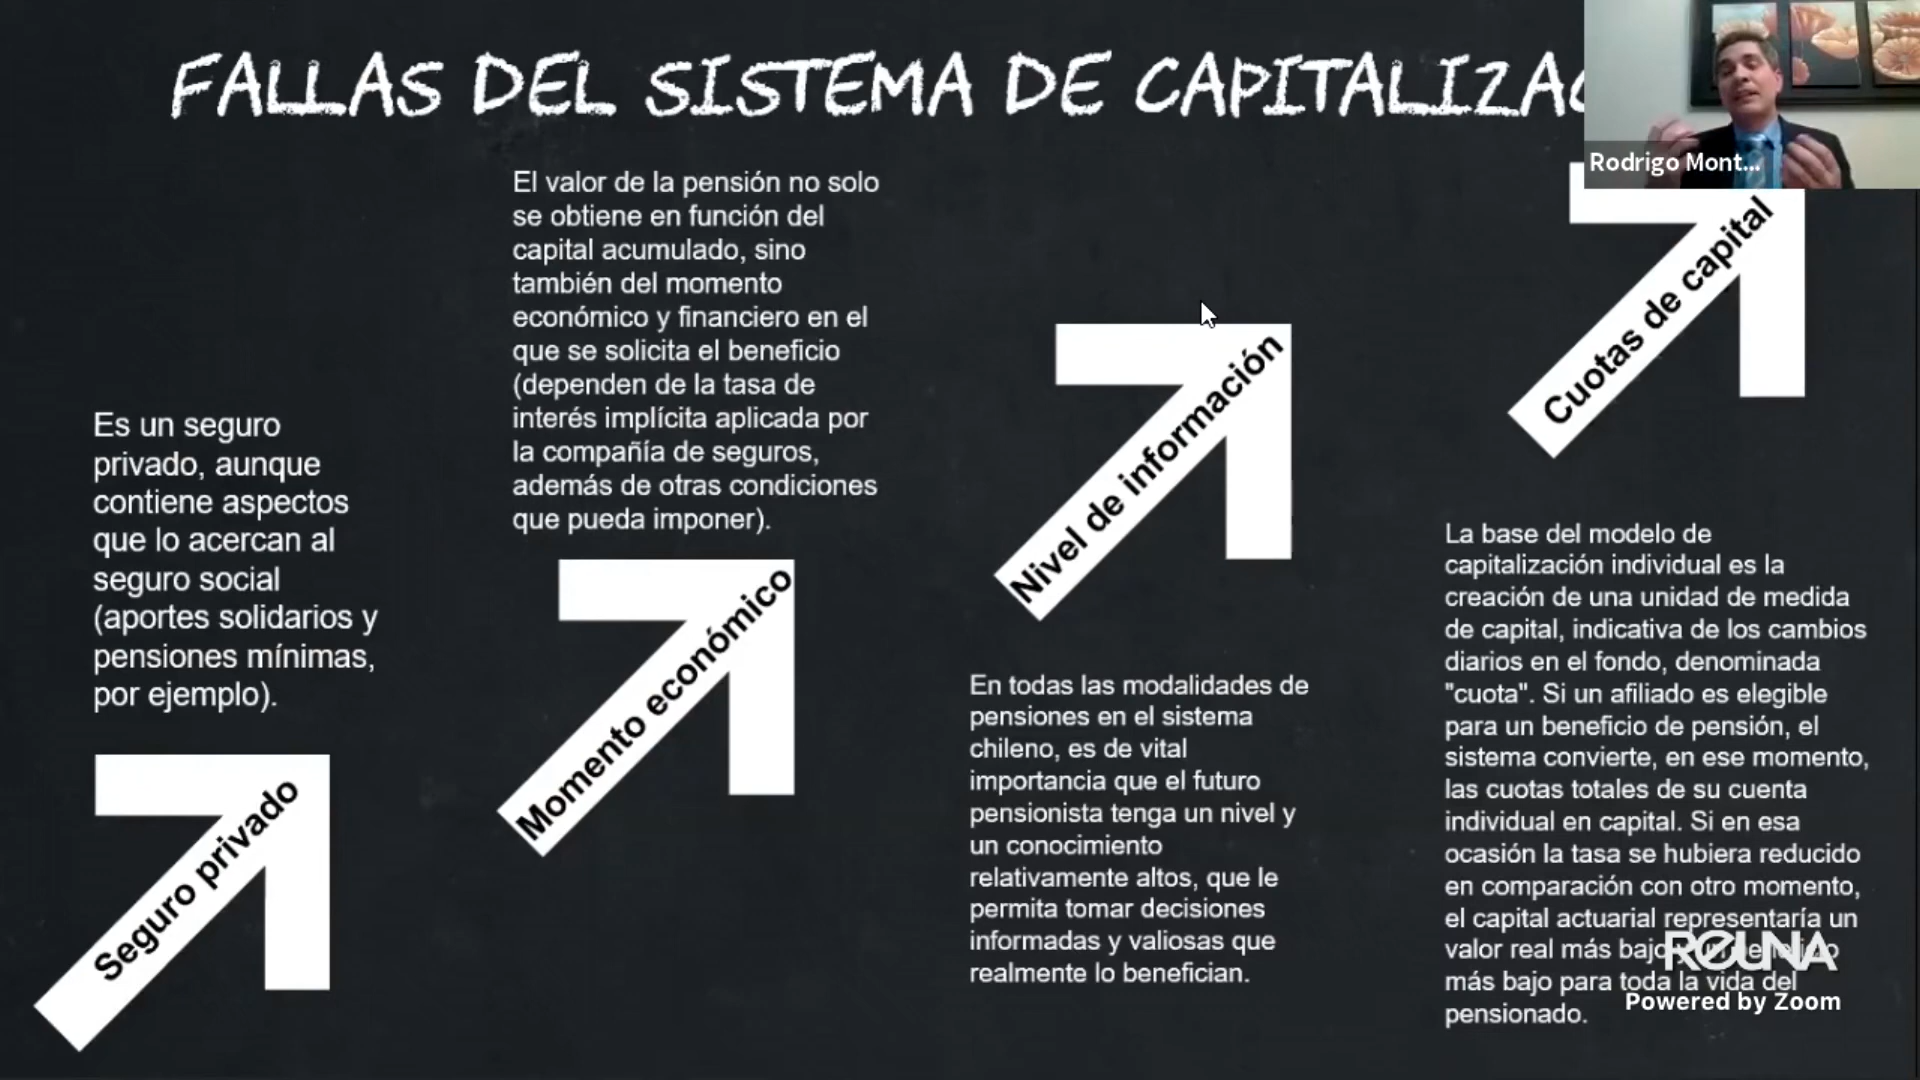 FALLAS DEL SISTEMA DE CAPITALIZAC
Rodrigo Mont...
Es un seguro
privado, aunque
contiene aspectos
que lo acercan al
seguro social
(aportes solidarios y
pensiones mínimas,
por ejemplo).
Seguro privado
El valor de la pensión no solo
se obtiene en función del
capital acumulado, sino
también del momento
económico y financiero en el
que se solicita el beneficio
(dependen de la tasa de
interés implícita aplicada por
la compañía de seguros,
además de otras condiciones
que pueda imponer).
Momento económico
Nivel de información
En todas las modalidades de
pensiones en el sistema
chileno, es de vital
importancia que el futuro
pensionista tenga un nivel y
un conocimiento
relativamente altos, que le
permita tomar decisiones
informadas y valiosas que
realmente lo benefician.
Cuotas de capital
La base del modelo de
capitalización individual es la
creación de una unidad de medida
de capital, indicativa de los cambios
diarios en el fondo, denominada
"cuota". Si un afiliado es elegible
para un beneficio de pensión, el
sistema convierte, en ese momento,
las cuotas totales de su cuenta
individual en capital. Si en esa
ocasión la tasa se hubiera reducido
en comparación con otro momento,
el capital actuarial representaría un
valor real más bajo
más bajo para toda la vida del
pensionado.
REUNA
Powered by Zoom